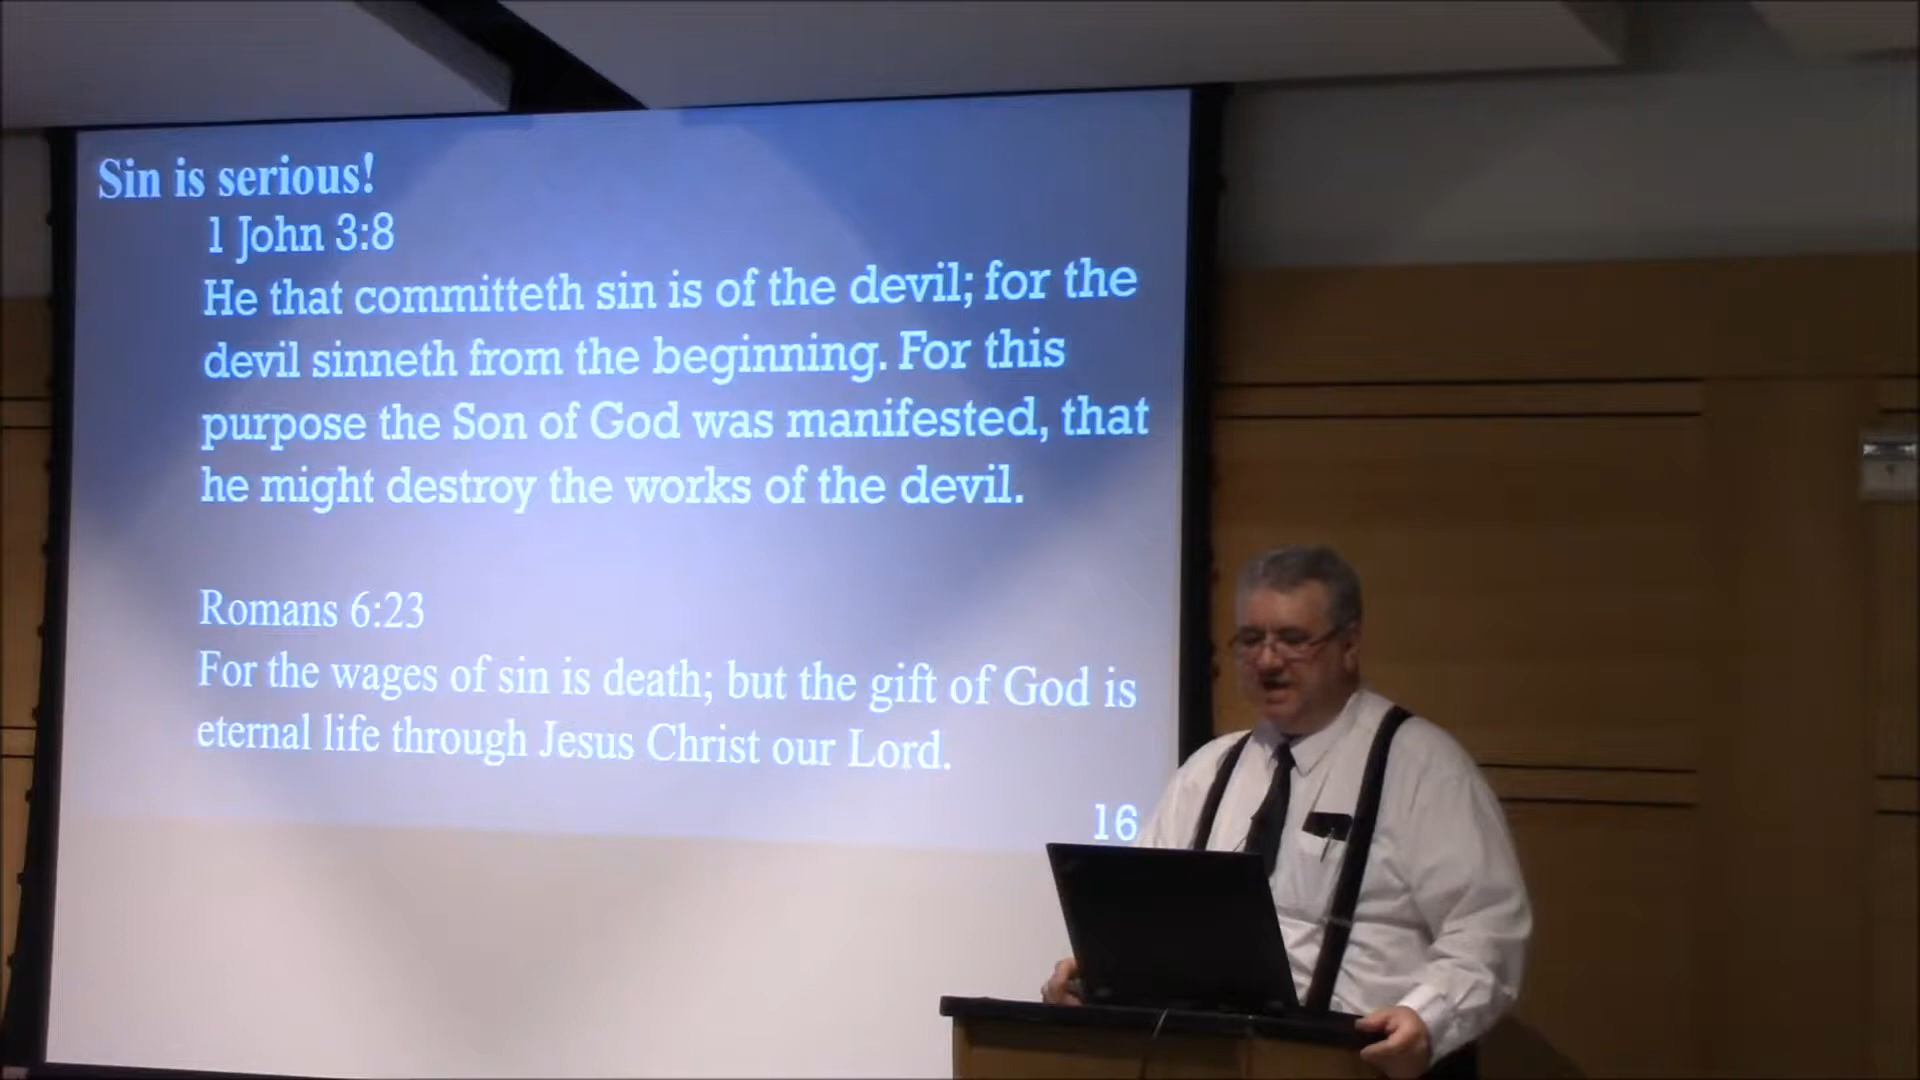 Sin is serious!
1 John 3:8
He that committeth sin is of the devil; for the
devil sinneth from the beginning. For this
purpose the Son of God was manifested, that
he might destroy the works of the devil.
Romans 6:23
For the wages of sin is death; but the gift of God is
eternal life through Jesus Christ our Lord.
16